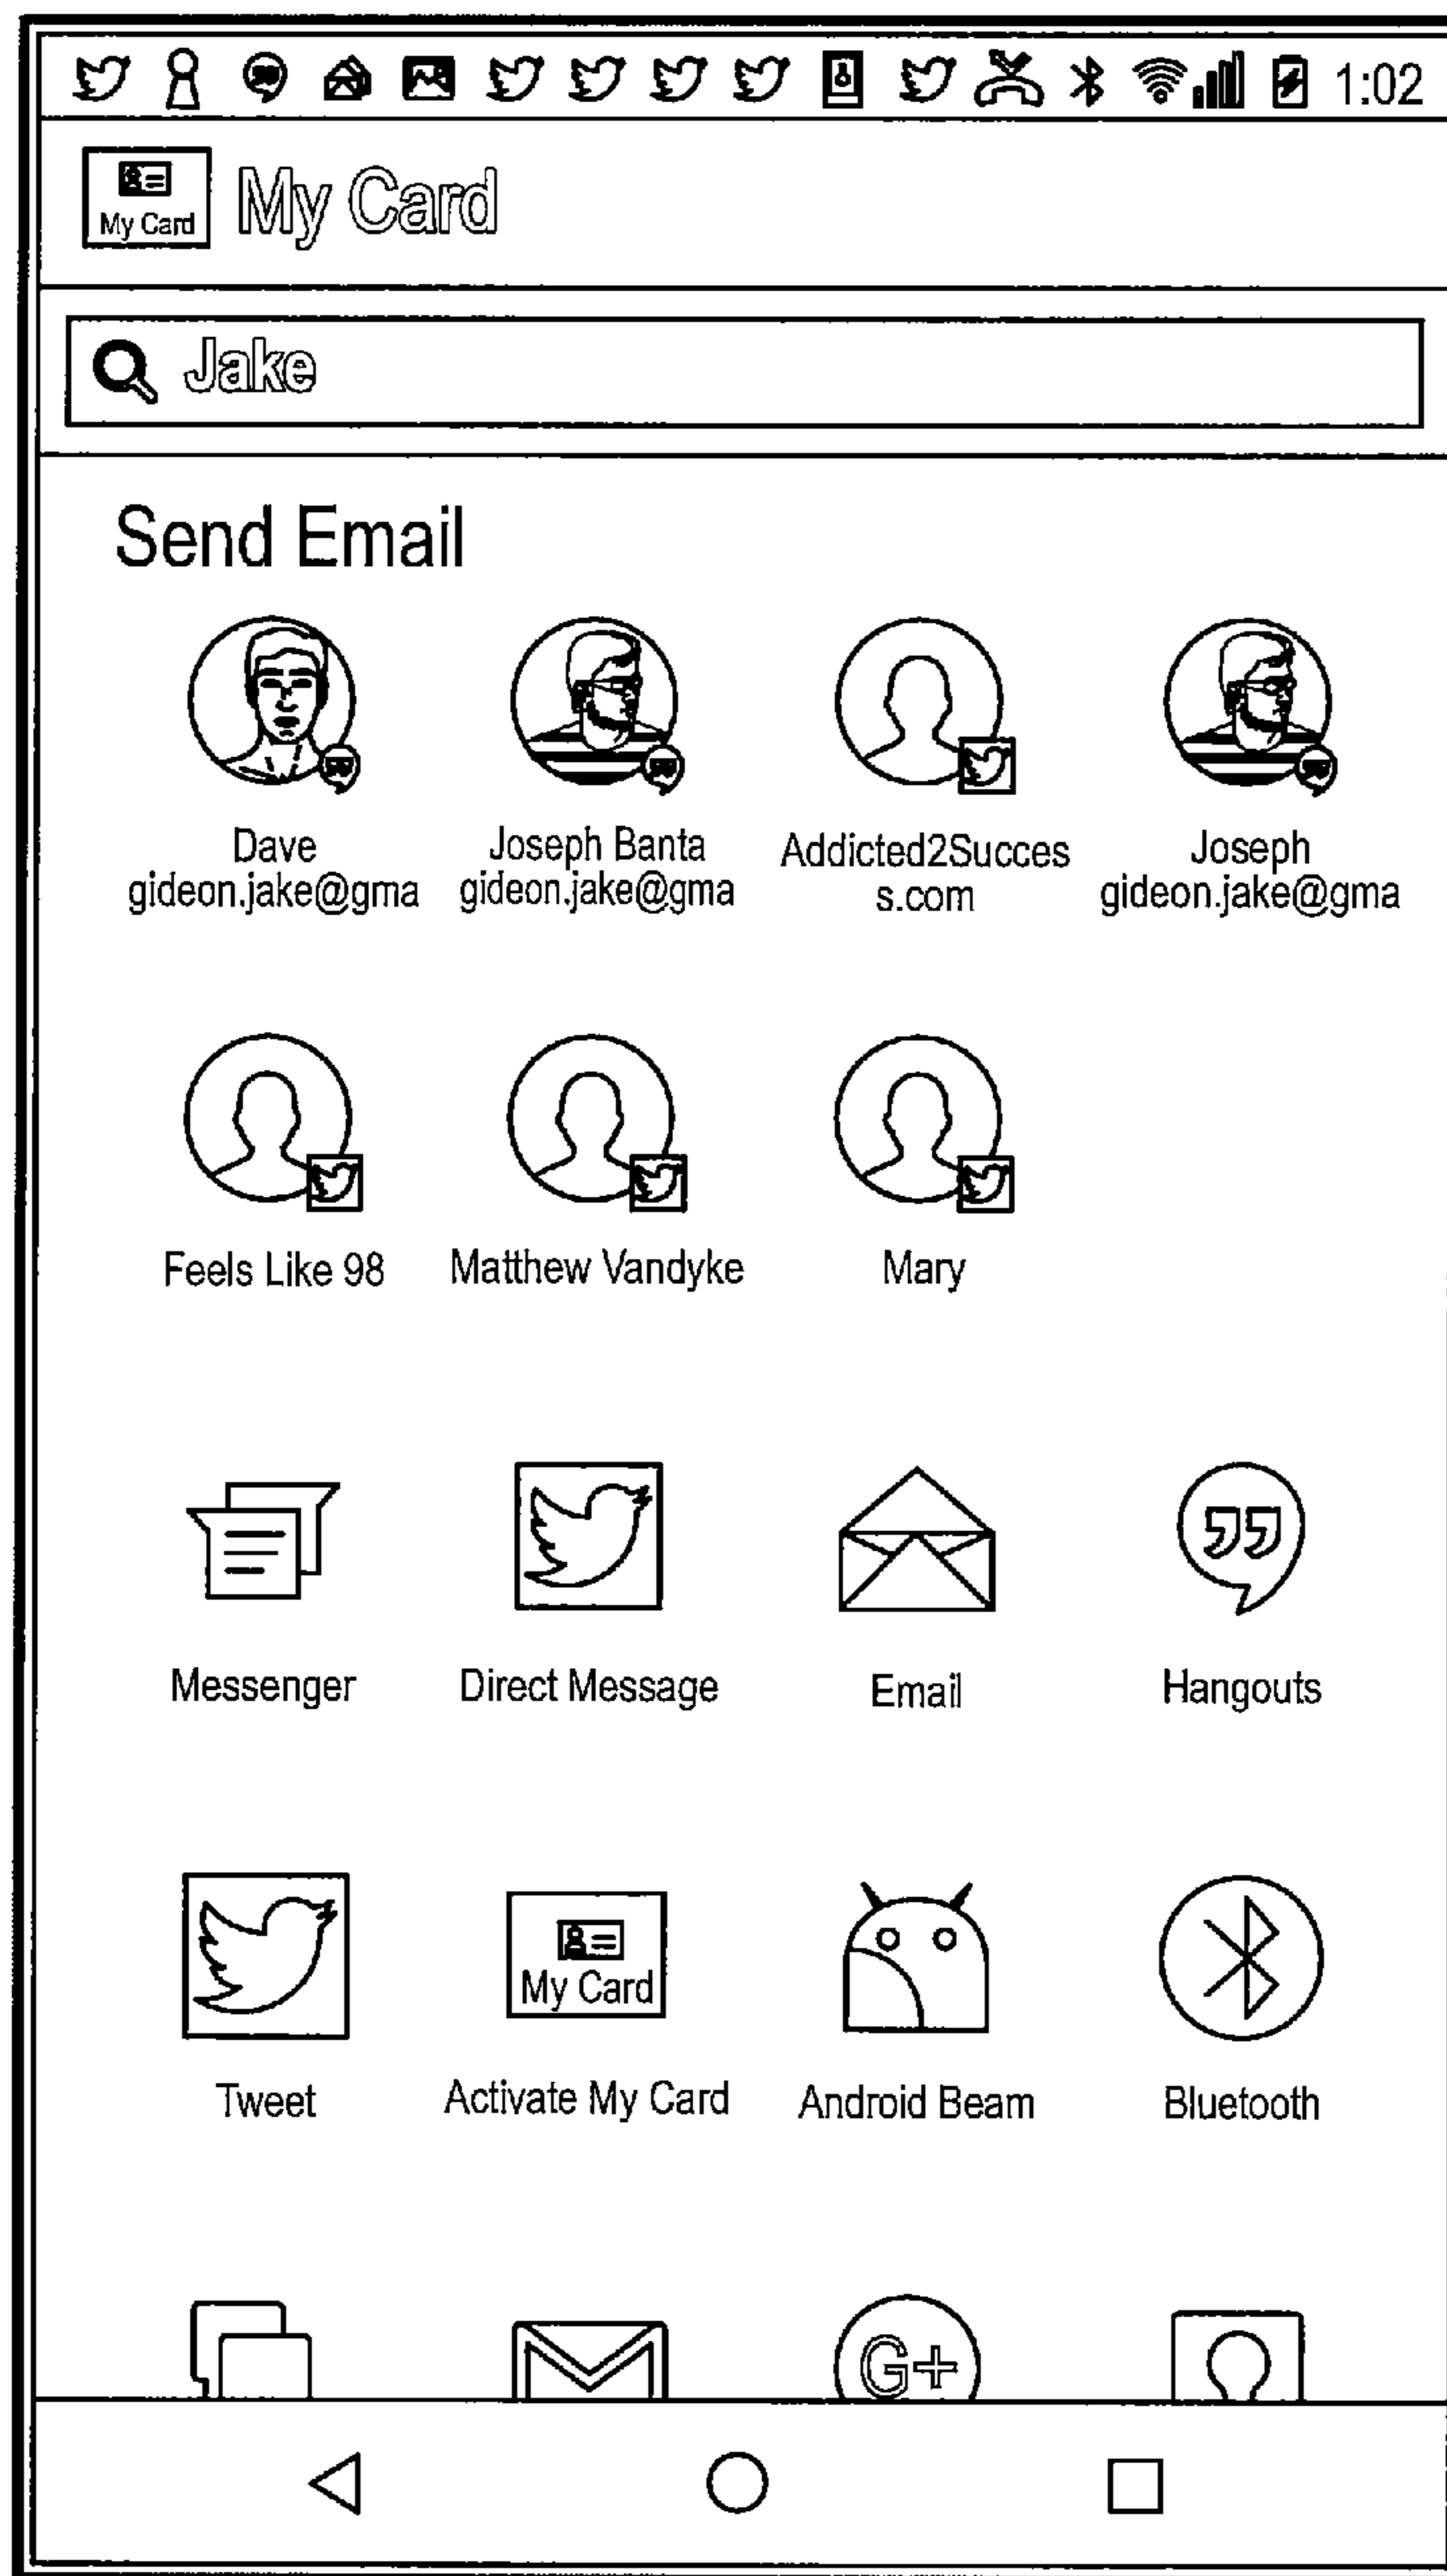 1:02
My Card
My Card
Jake
Send Email
Dave
gideon.jake@gma
Joseph Banta
gideon.jake@gma
Addicted2Succes
s.com
Joseph
gideon.jake@gma
Feels Like 98
Matthew Vandyke
Mary
Messenger
Direct Message
Email
Hangouts
My Card
Tweet
Activate My Card
Android Beam
Bluetooth
G+